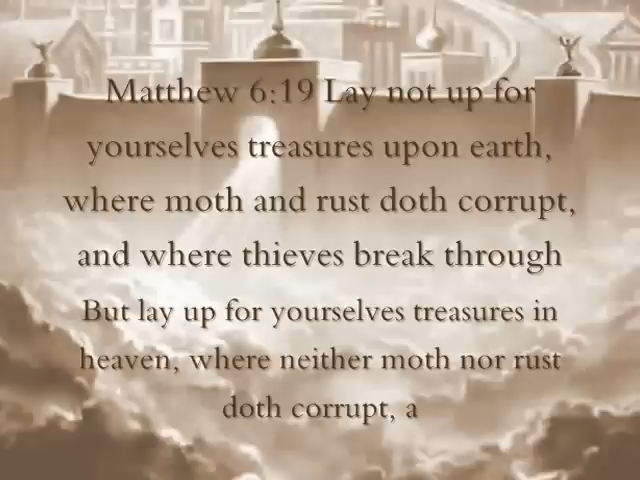 Matthew 6:19 Lay not up for
yourselves treasures upon earth,
where moth and rust doth corrupt,
and where thieves break through
But lay up for yourselves treasures in
heaven, where neither moth nor rust
doth corrupt, a